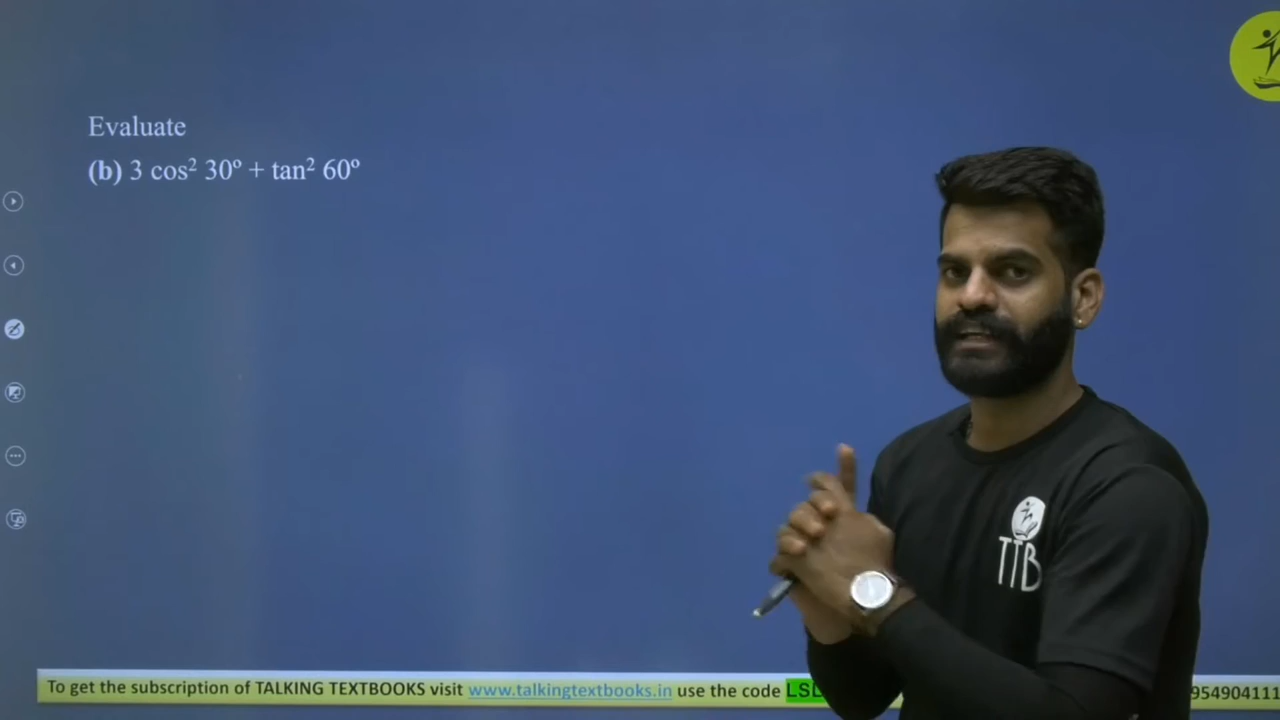 Evaluate
(b) 3 cos² 30º + tan² 60º
TTB
To get the subscription of TALKING TEXTBOOKS visit www.talkingtextbooks.in use the code